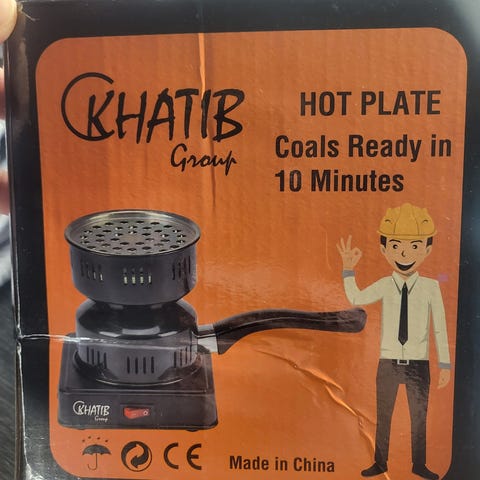 KHATIB
Group
HOT PLATE
Coals Ready in
10 Minutes
KHATIB
Group
CE
Made in China